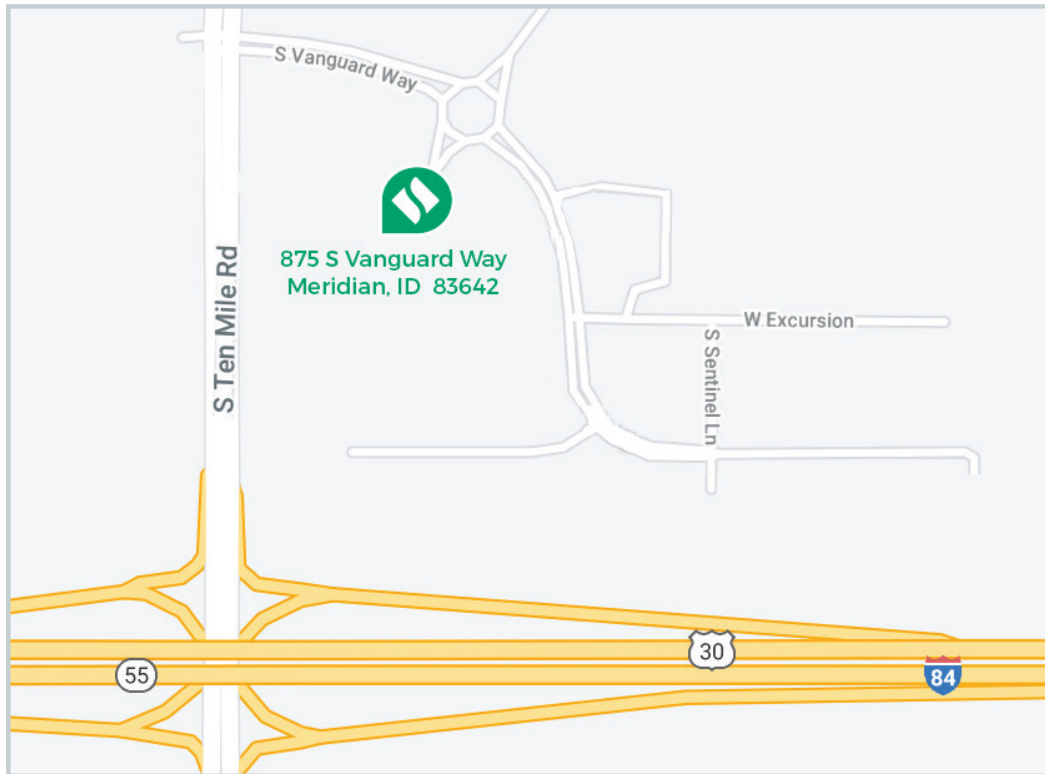 S Vanguard Way
875 S Vanguard Way
Meridian, ID 83642
S Ten Mile Rd
W Excursion
S Sentinel Ln
30
55
84